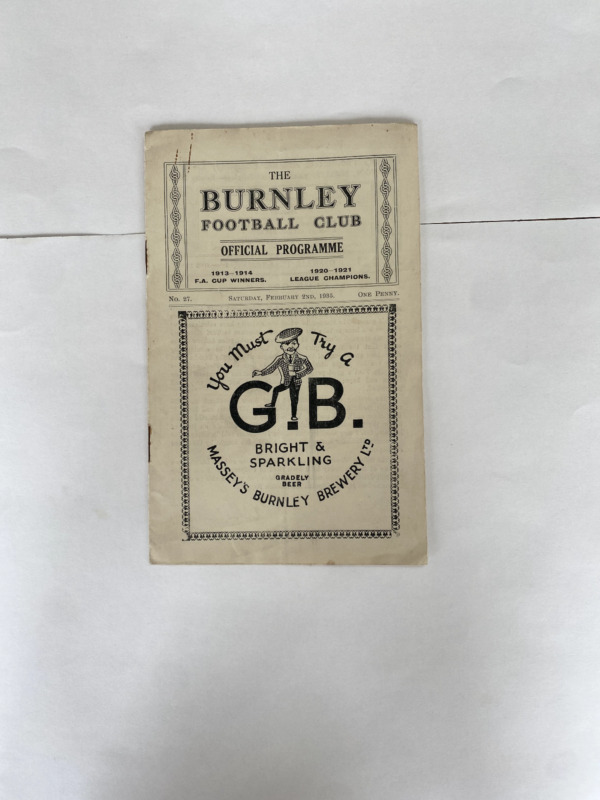 THE
BURNLEY
FOOTBALL CLUB
OFFICIAL PROGRAMME
1913-1914
F.A. CUP WINNERS.
1920-1921
LEAGUE CHAMPIONS.
No. 27. SATURDAY, FEBRUARY 2ND, 1935. ONE PENNY.
You Must Try A
G.B.
BRIGHT &
SPARKLING
GRADELY
BEER
MASSEY'S BURNLEY BREWERY LTD